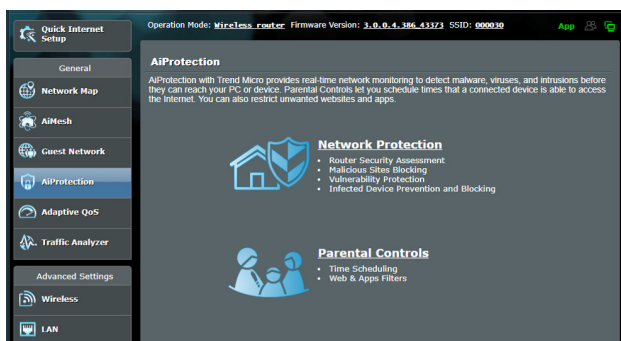 Quick Internet
Setup
Operation Mode: Wireless router Firmware Version: 3.0.0.4.386_43373 SSID: 000030
App
General
Network Map
AiMesh
Guest Network
AiProtection
Adaptive QoS
Traffic Analyzer
Advanced Settings
Wireless
LAN
AiProtection
AiProtection with Trend Micro provides real-time network monitoring to detect malware, viruses, and intrusions before
they can reach your PC or device. Parental Controls let you schedule times that a connected device is able to access
the Internet. You can also restrict unwanted websites and apps.
Network Protection
• Router Security Assessment
• Malicious Sites Blocking
• Vulnerability Protection
• Infected Device Prevention and Blocking
Parental Controls
• Time Scheduling
• Web & Apps Filters